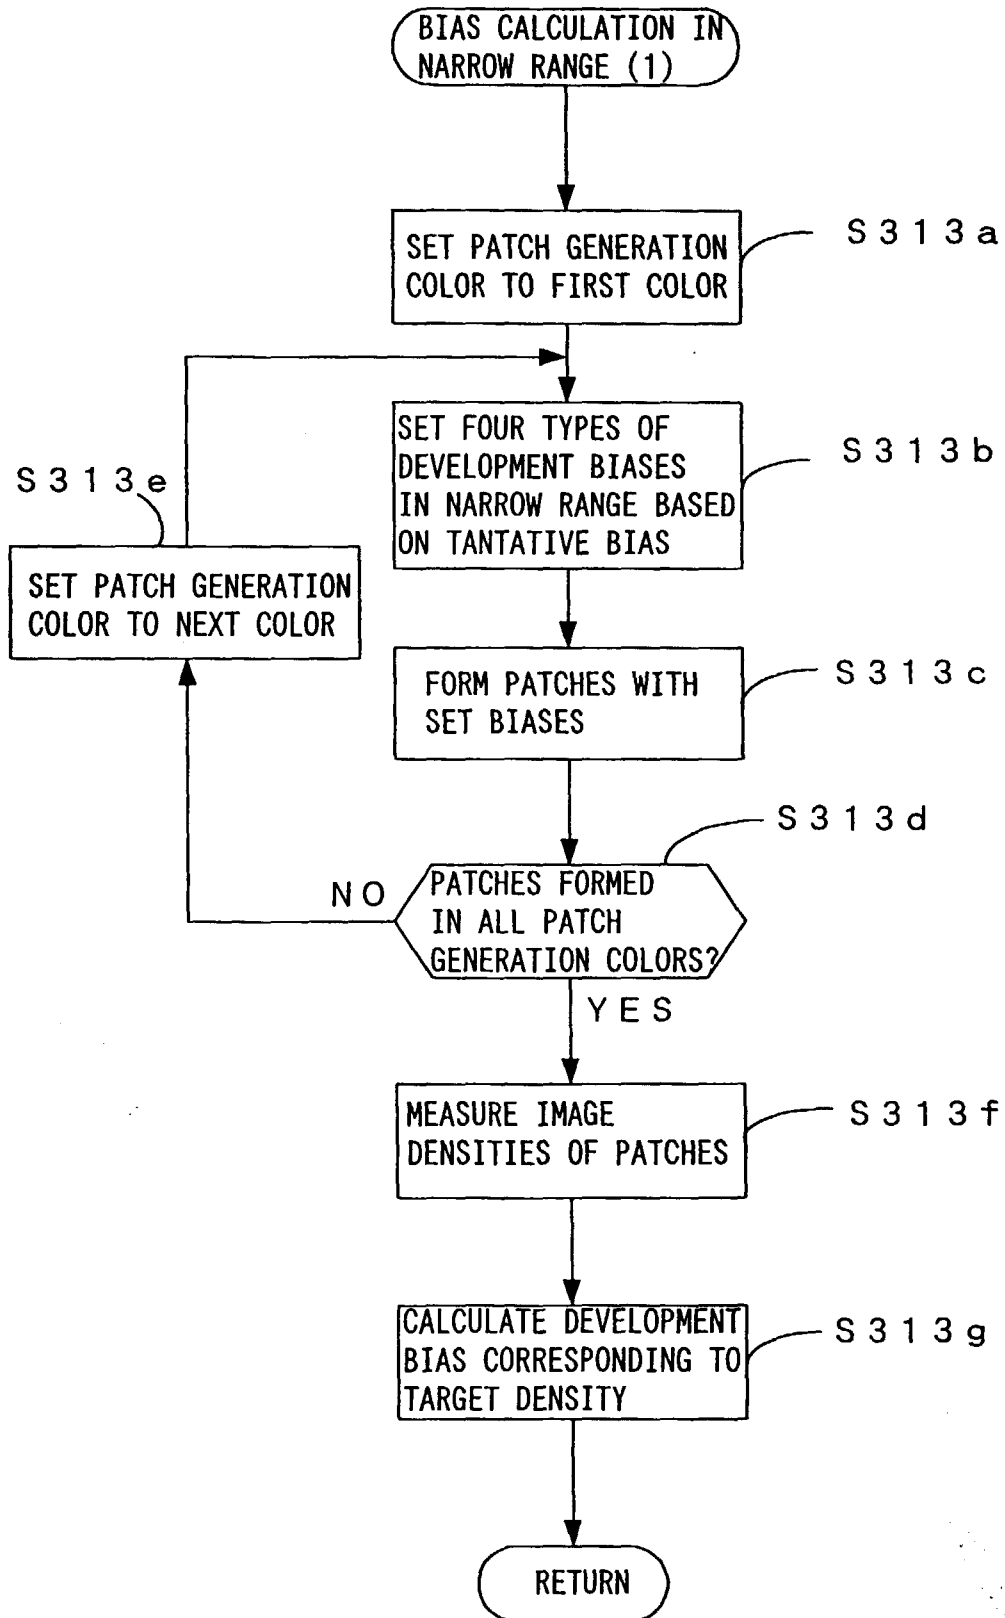 BIAS CALCULATION IN
NARROW RANGE (1)
SET PATCH GENERATION
COLOR TO FIRST COLOR
S313a
SET FOUR TYPES OF
DEVELOPMENT BIASES
IN NARROW RANGE BASED
ON TANTATIVE BIAS
S313b
S313e
SET PATCH GENERATION
COLOR TO NEXT COLOR
FORM PATCHES WITH
SET BIASES
S313c
S313d
NO
PATCHES FORMED
IN ALL PATCH
GENERATION COLORS?
YES
MEASURE IMAGE
DENSITIES OF PATCHES
S313f
CALCULATE DEVELOPMENT
BIAS CORRESPONDING TO
TARGET DENSITY
S313g
RETURN